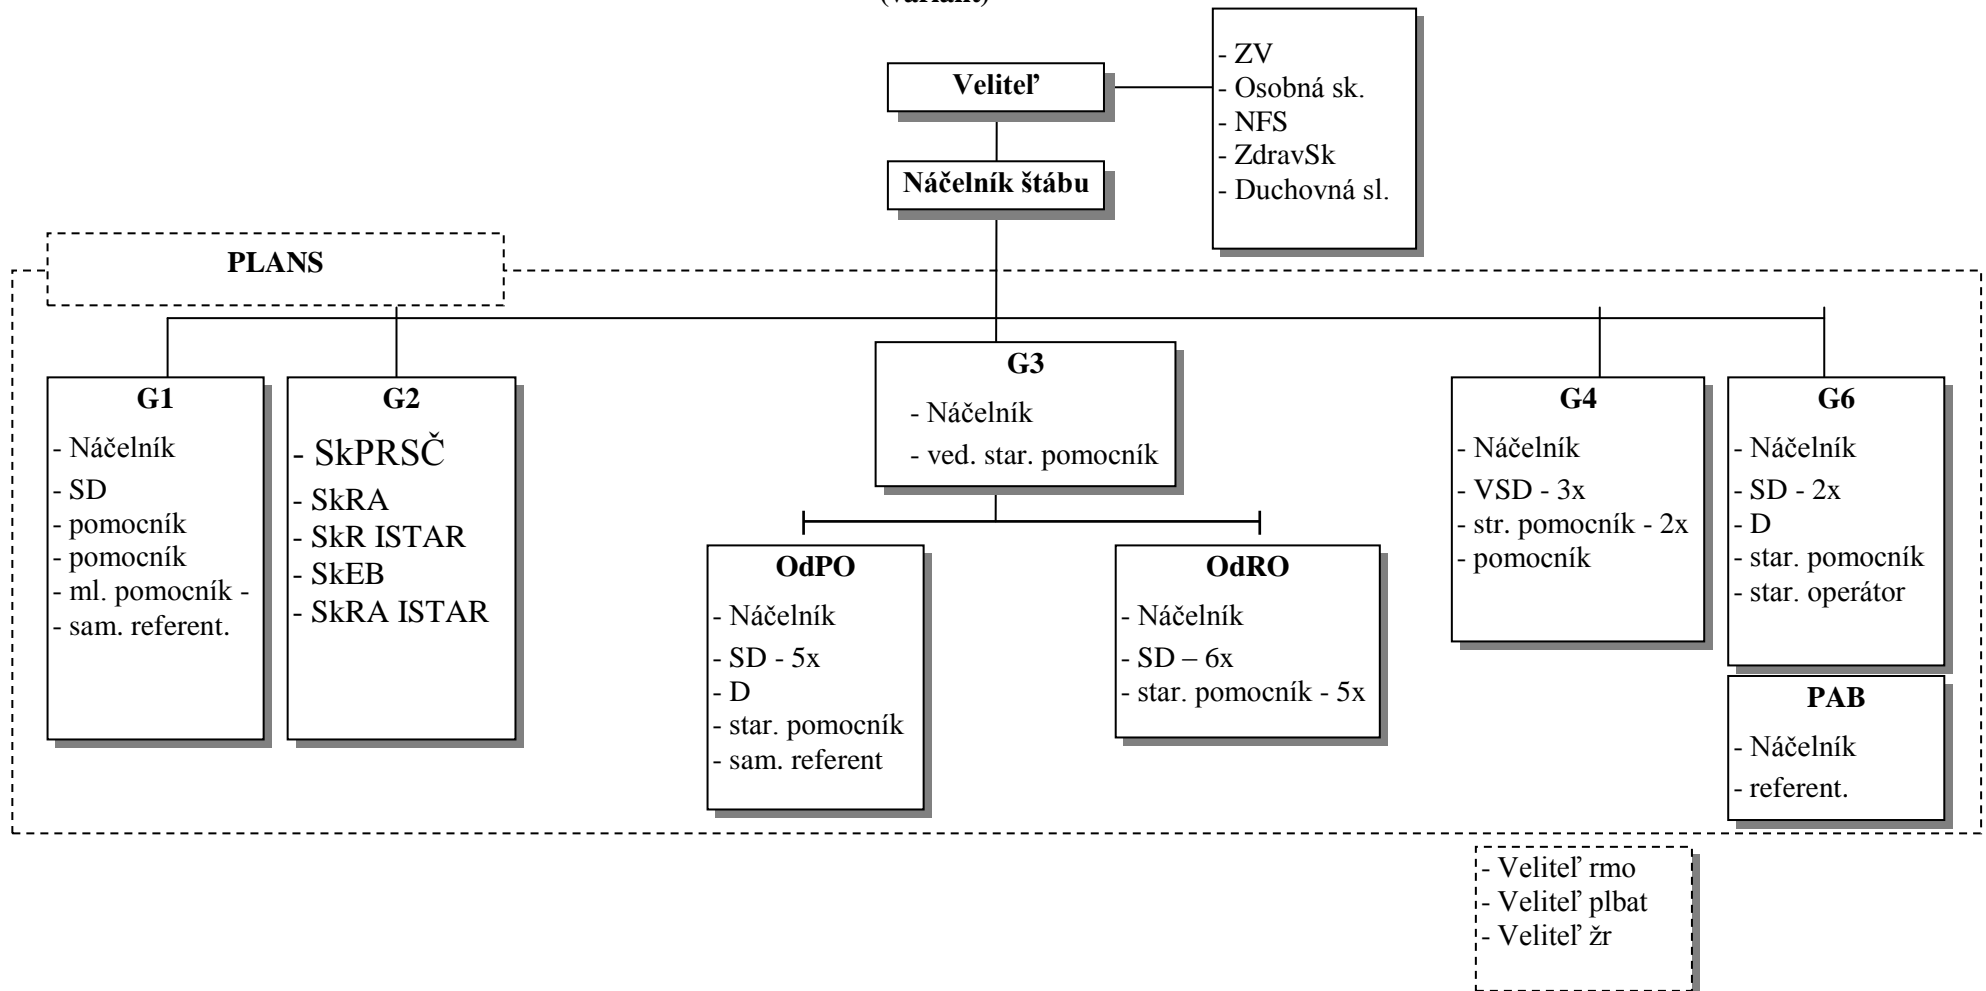 (variant)
Veliteľ
- ZV
- Osobná sk.
- NFS
- ZdravSk
- Duchovná sl.
Náčelník štábu
PLANS
G1
- Náčelník
- SD
- pomocník
- pomocník
- ml. pomocník -
- sam. referent.
G2
- SkPRSČ
- SkRA
- SkR ISTAR
- SkEB
- SkRA ISTAR
G3
- Náčelník
- ved. star. pomocník
OdPO
- Náčelník
- SD - 5x
- D
- star. pomocník
- sam. referent
OdRO
- Náčelník
- SD – 6x
- star. pomocník - 5x
G4
- Náčelník
- VSD - 3x
- str. pomocník - 2x
- pomocník
G6
- Náčelník
- SD - 2x
- D
- star. pomocník
- star. operátor
PAB
- Náčelník
- referent.
- Veliteľ rmo
- Veliteľ plbat
- Veliteľ žr